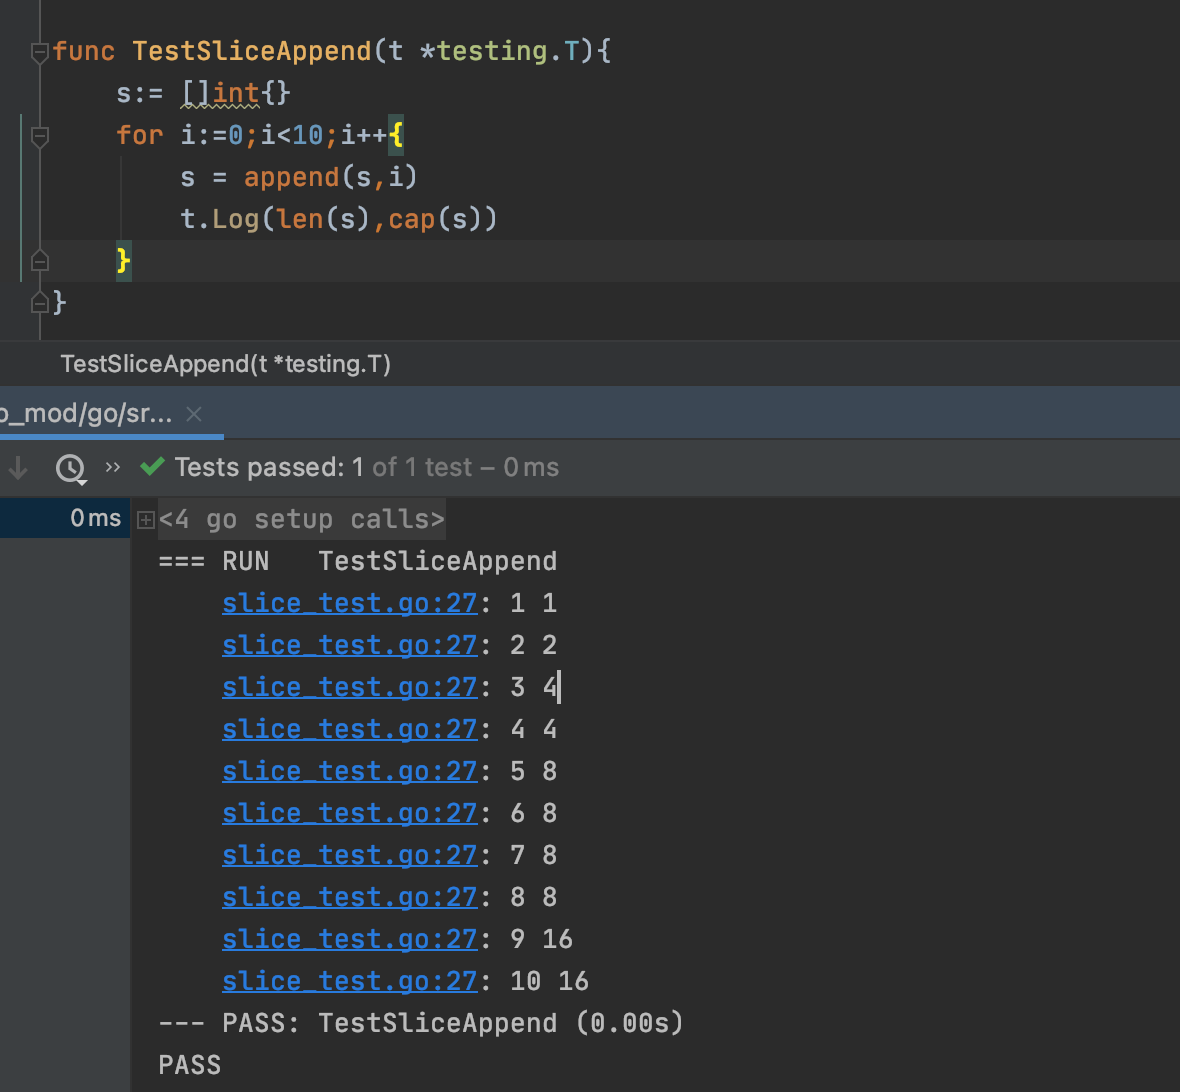 func TestSliceAppend(t *testing.T){
s:= []int{}
for i:=0;i<10;i++{
s = append(s,i)
t.Log(len(s),cap(s))
}
}
TestSliceAppend(t *testing.T)
o_mod/go/sr...
Tests passed: 1 of 1 test – 0 ms
0 ms
<4 go setup calls>
=== RUN   TestSliceAppend
slice_test.go:27: 1 1
slice_test.go:27: 2 2
slice_test.go:27: 3 4
slice_test.go:27: 4 4
slice_test.go:27: 5 8
slice_test.go:27: 6 8
slice_test.go:27: 7 8
slice_test.go:27: 8 8
slice_test.go:27: 9 16
slice_test.go:27: 10 16
--- PASS: TestSliceAppend (0.00s)
PASS